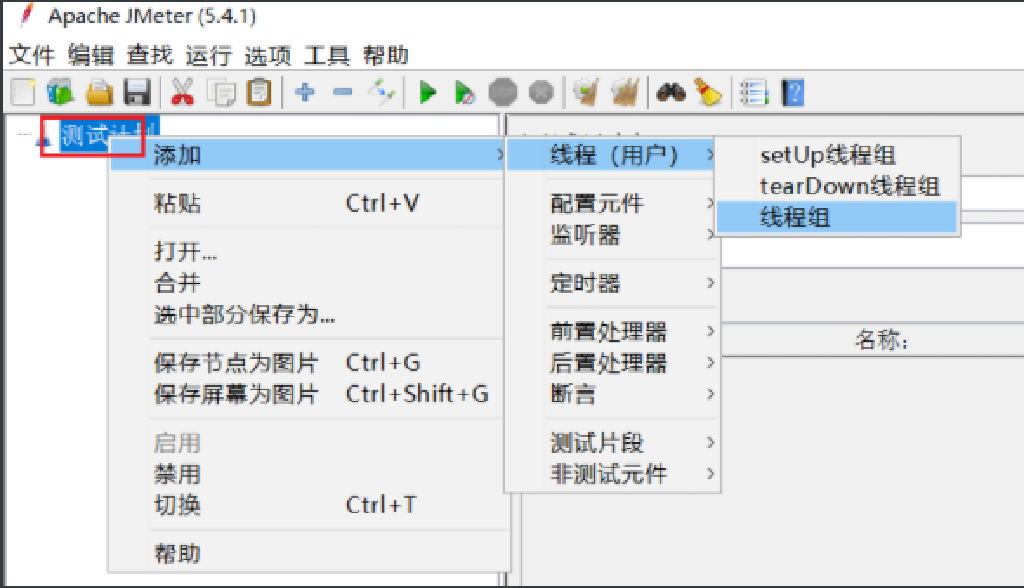 Apache JMeter (5.4.1)
文件 编辑 查找 运行 选项 工具 帮助
测试计划
添加
粘贴 Ctrl+V
打开...
合并
选中部分保存为...
保存节点为图片 Ctrl+G
保存屏幕为图片 Ctrl+Shift+G
启用
禁用
切换 Ctrl+T
帮助
线程（用户）
配置元件
监听器
定时器
前置处理器
后置处理器
断言
测试片段
非测试元件
setUp线程组
tearDown线程组
线程组
名称: